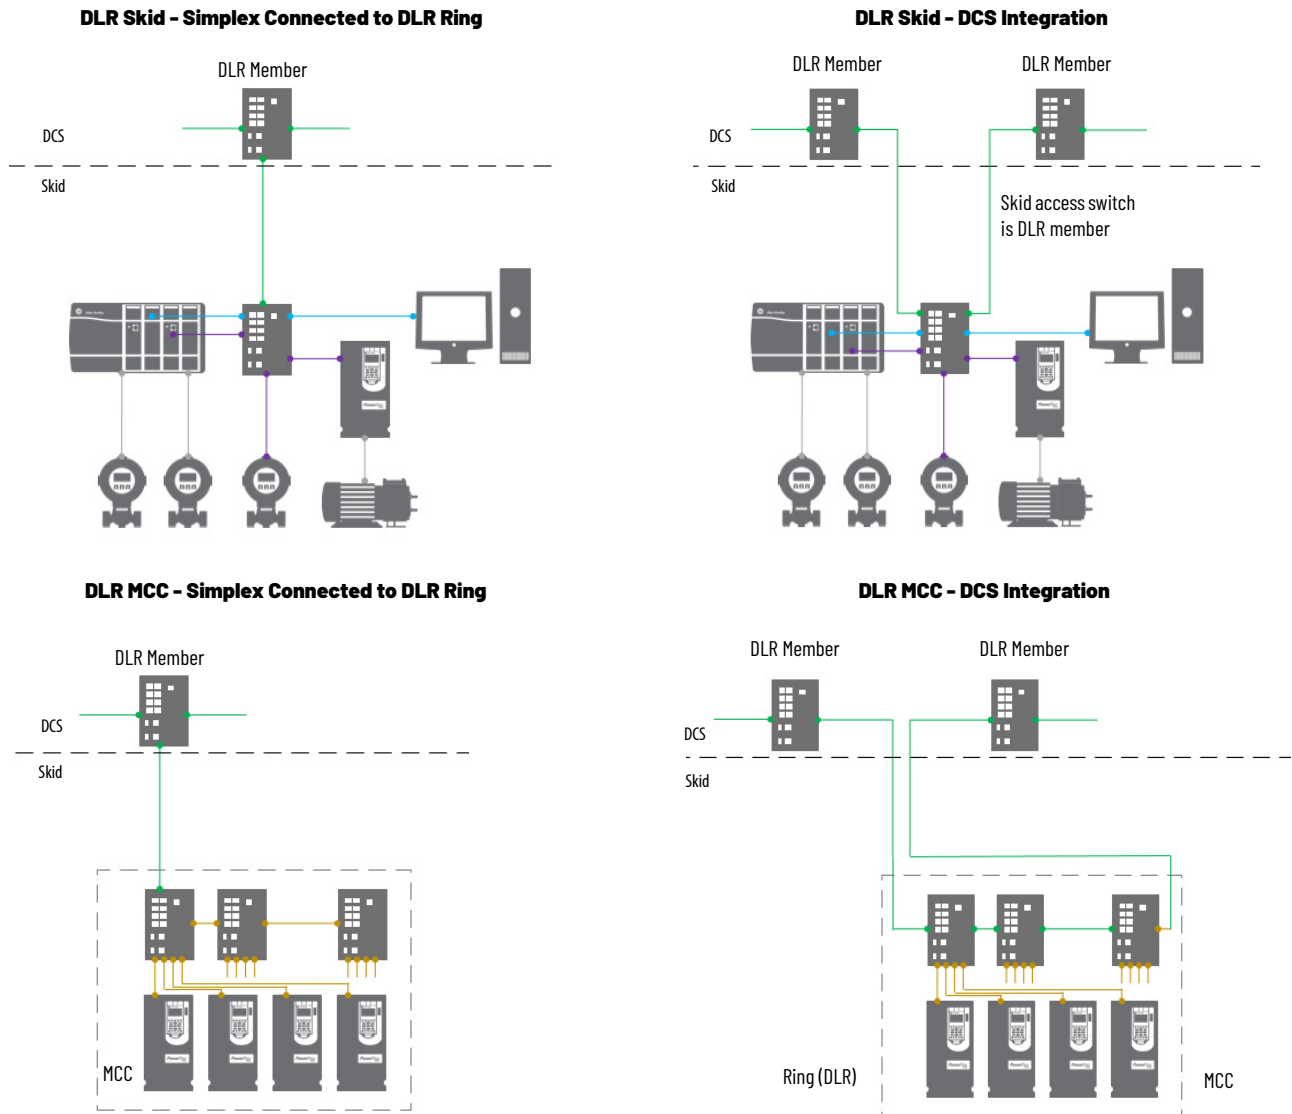 DLR Skid - Simplex Connected to DLR Ring
DLR Member
DCS
Skid
DLR Skid - DCS Integration
DLR Member
DLR Member
DCS
Skid
Skid access switch
is DLR member
DLR MCC - Simplex Connected to DLR Ring
DLR Member
DCS
Skid
MCC
DLR MCC - DCS Integration
DLR Member
DLR Member
DCS
Skid
Ring (DLR)
MCC